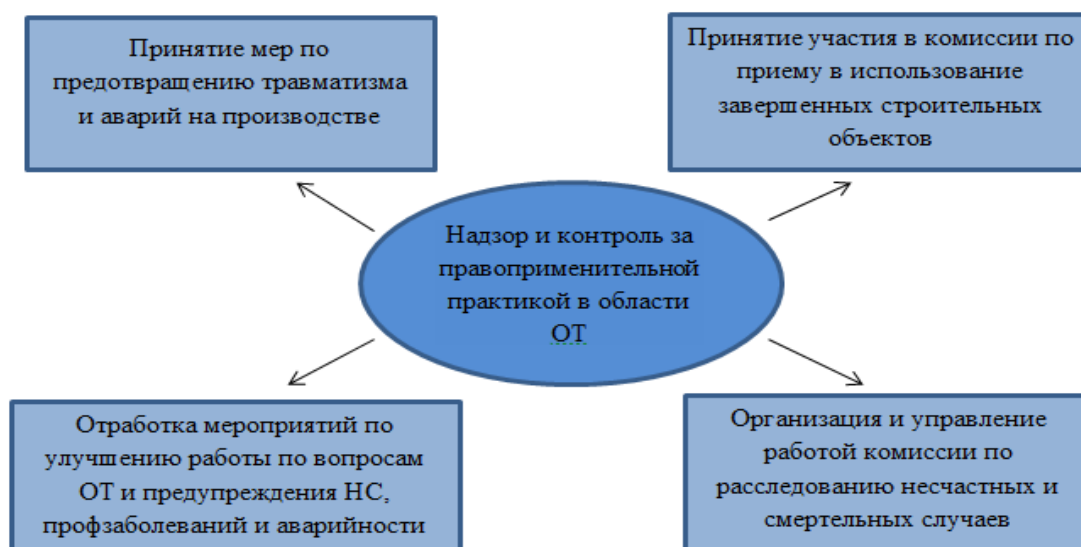 Принятие мер по
предотвращению травматизма
и аварий на производстве
Принятие участия в комиссии по
приему в использование
завершенных строительных
объектов
Надзор и контроль за
правоприменительной
практикой в области
ОТ
Отработка мероприятий по
улучшению работы по вопросам
ОТ и предупреждения НС,
профзаболеваний и аварийности
Организация и управление
работой комиссии по
расследованию несчастных и
смертельных случаев